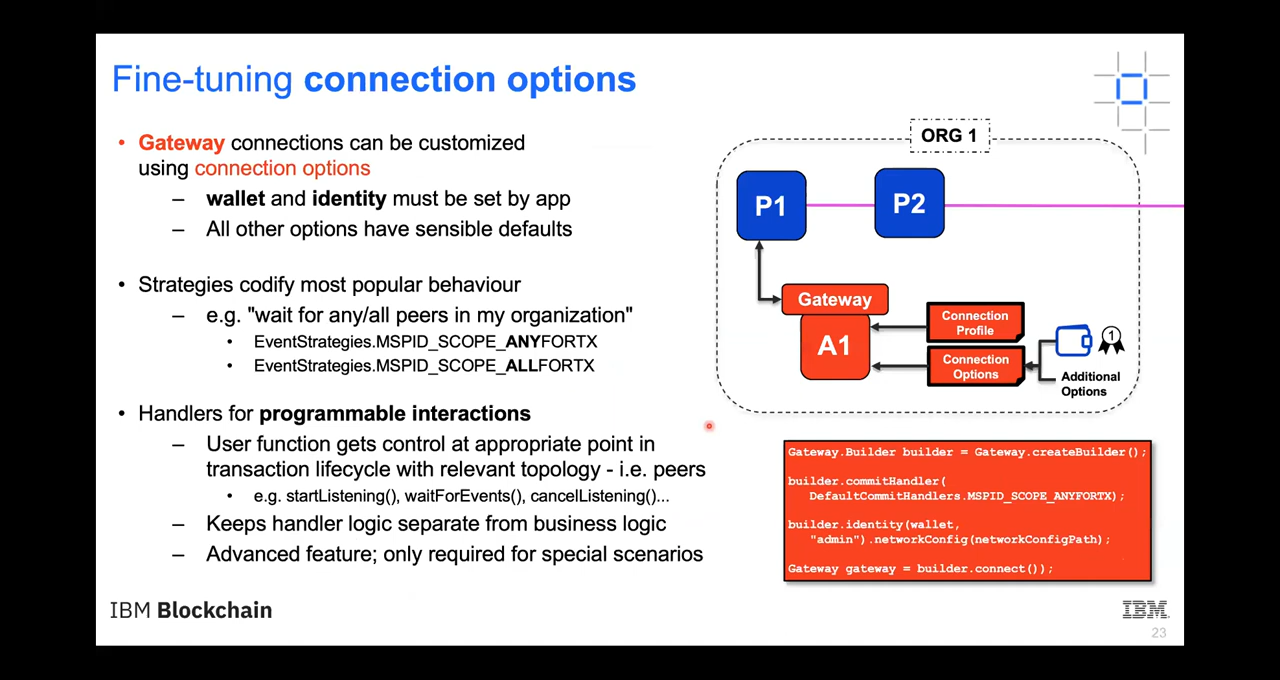 Fine-tuning connection options
• Gateway connections can be customized
using connection options
– wallet and identity must be set by app
– All other options have sensible defaults
• Strategies codify most popular behaviour
– e.g. "wait for any/all peers in my organization"
• EventStrategies.MSPID_SCOPE_ANYFORTX
• EventStrategies.MSPID_SCOPE_ALLFORTX
• Handlers for programmable interactions
– User function gets control at appropriate point in
transaction lifecycle with relevant topology - i.e. peers
• e.g. startListening(), waitForEvents(), cancelListening()...
– Keeps handler logic separate from business logic
– Advanced feature; only required for special scenarios
ORG 1
P1
P2
Gateway
A1
Connection
Profile
Connection
Options
1
Additional
Options
Gateway.Builder builder = Gateway.createBuilder();
builder.commitHandler(
DefaultCommitHandlers.MSPID_SCOPE_ANYFORTX);
builder.identity(wallet,
"admin").networkConfig(networkConfigPath);
Gateway gateway = builder.connect());
IBM Blockchain
IBM.
23